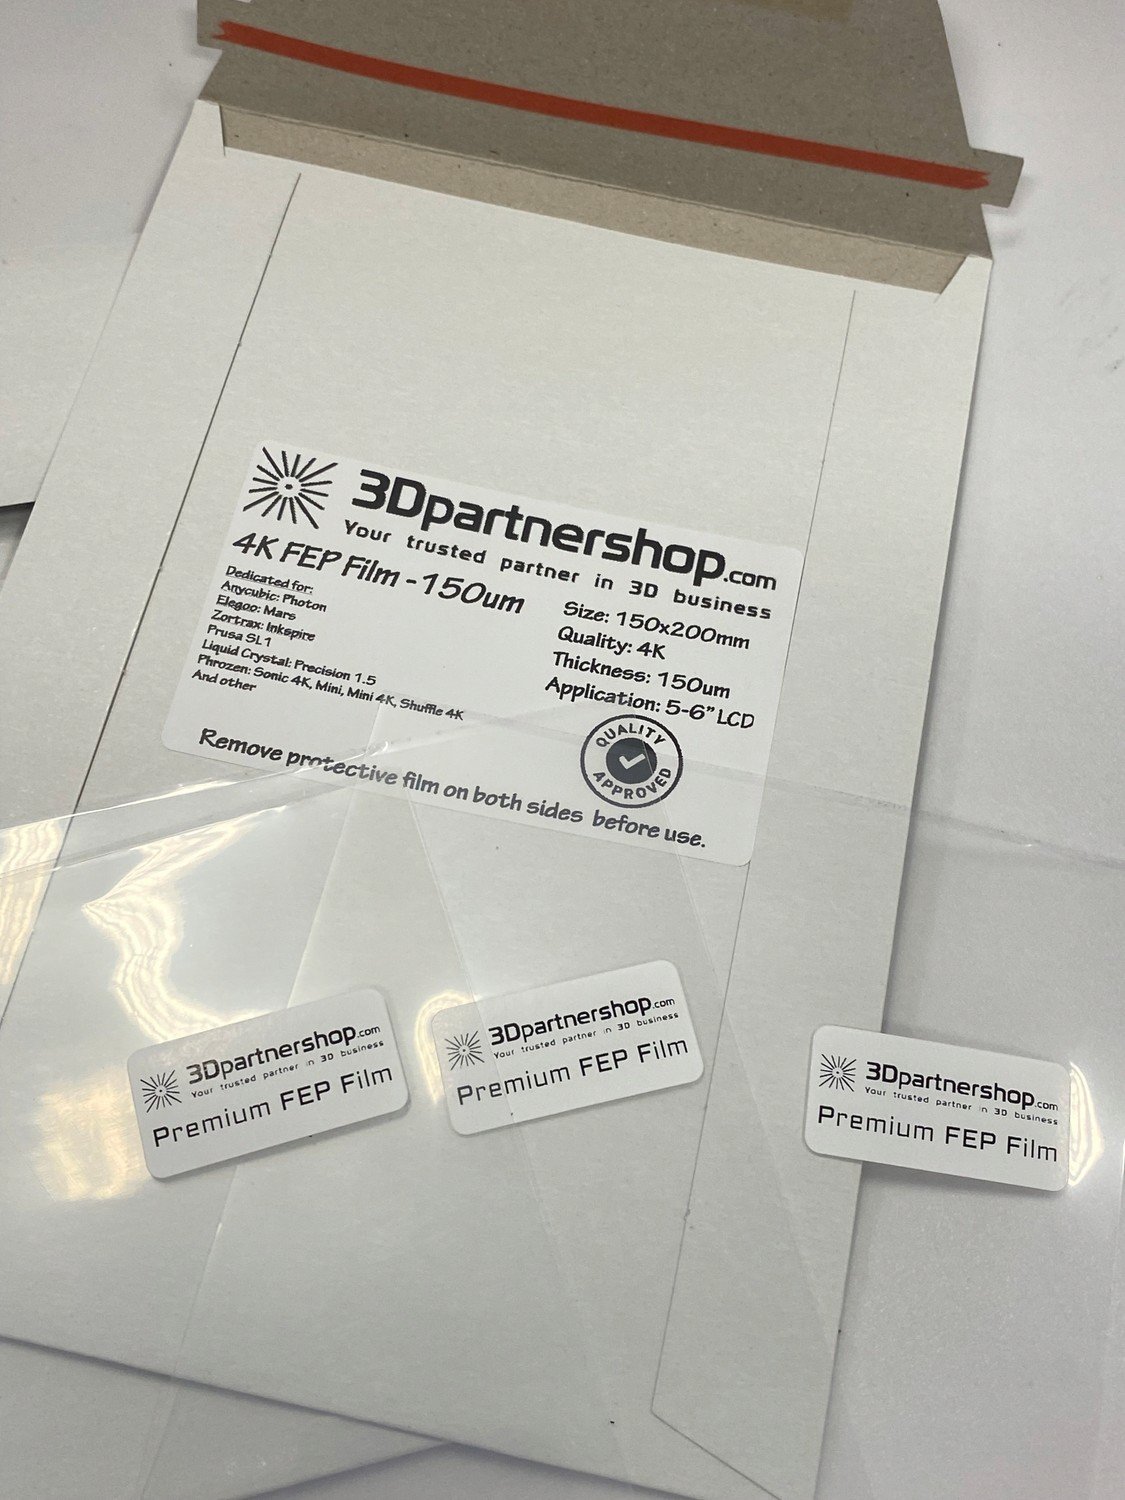 3Dpartnershop.com
Your trusted partner in 3D business
4K FEP Film - 150um
Dedicated for:
Anycubic: Photon
Elegoo: Mars
Zortrax: Inkspire
Prusa SL1
Liquid Crystal: Precision 1.5
Phrozen: Sonic 4K, Mini, Mini 4K, Shuffle 4K
And other
Size: 150x200mm
Quality: 4K
Thickness: 150um
Application: 5-6” LCD
QUALITY
APPROVED
Remove protective film on both sides before use.
3Dpartnershop.com
Your trusted partner in 3D business
Premium FEP Film
3Dpartnershop.com
Your trusted partner in 3D business
Premium FEP Film
3Dpartnershop.com
Your trusted partner in 3D business
Premium FEP Film